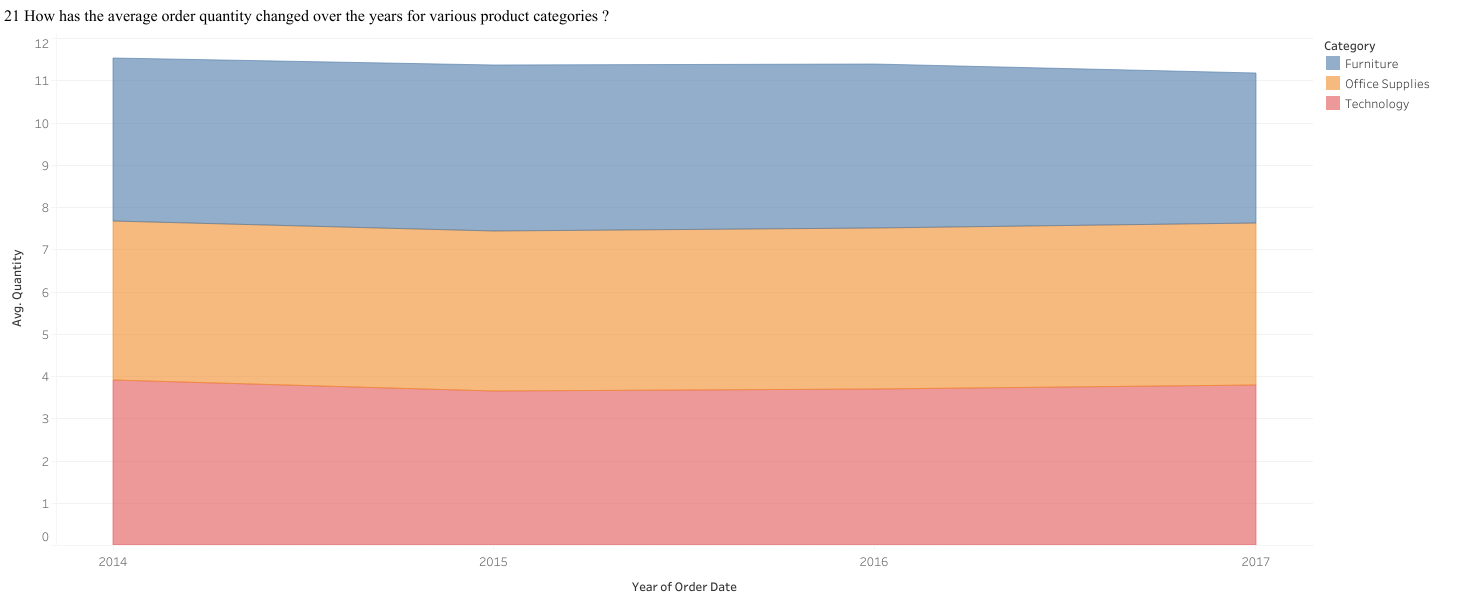 21 How has the average order quantity changed over the years for various product categories ?
12
11
10
9
8
7
6
5
4
3
2
1
0
Avg. Quantity
2014 2015 2016 2017
Year of Order Date
Category
Furniture
Office Supplies
Technology